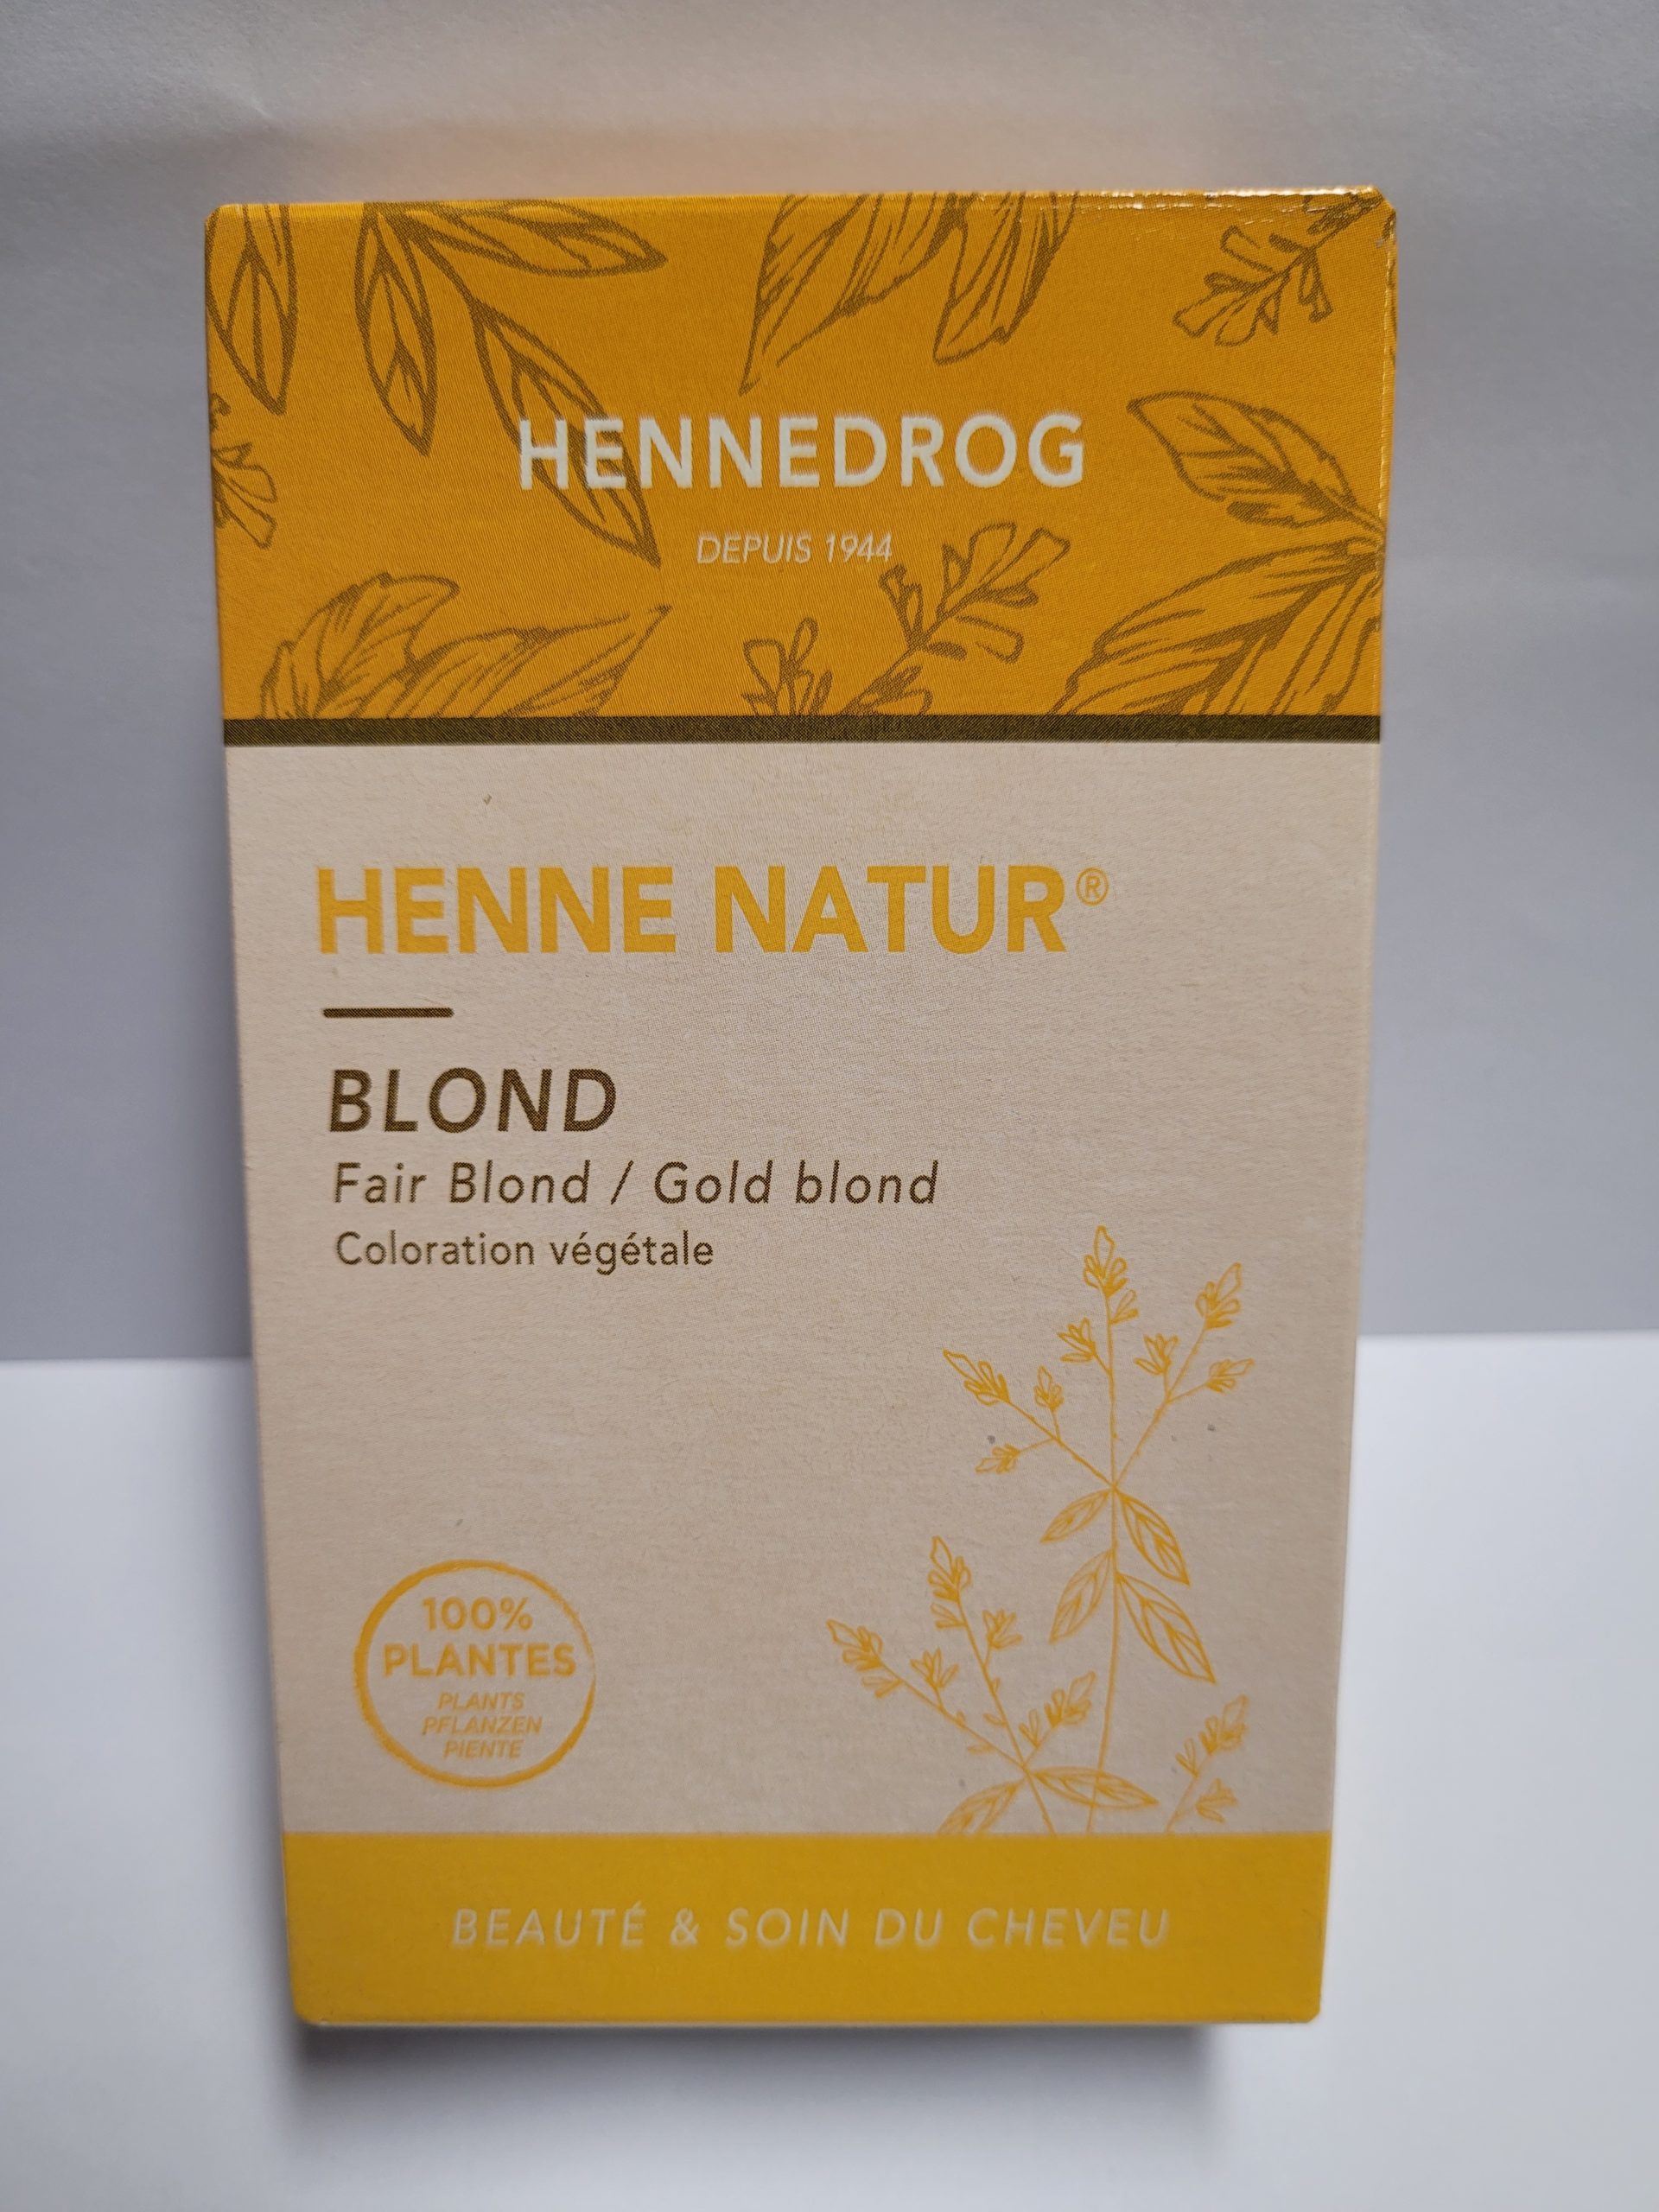 HENNEDROG
DEPUIS 1944
HENNE NATUR®
BLOND
Fair Blond / Gold blond
Coloration végétale
100%
PLANTES
PLANTS
PFLANZEN
PIENTE
BEAUTÉ & SOIN DU CHEVEU